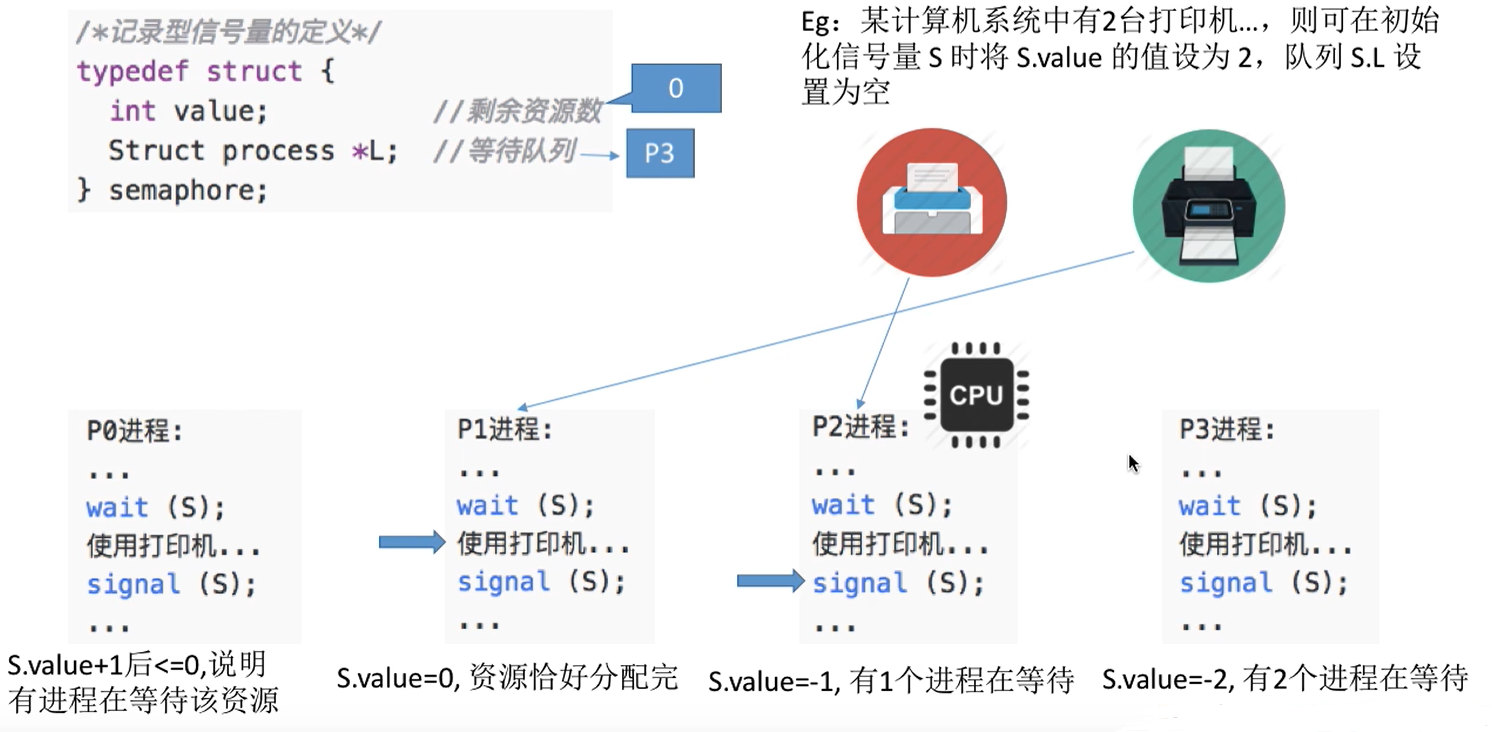 /*记录型信号量的定义*/
typedef struct {
int value; //剩余资源数
0
Struct process *L; //等待队列
P3
} semaphore;
Eg：某计算机系统中有2台打印机...，则可在初始
化信号量 S 时将 S.value 的值设为 2，队列 S.L 设
置为空
CPU
P0进程:
...
wait (S);
使用打印机...
signal (S);
...
S.value+1后<=0,说明
有进程在等待该资源
P1进程:
...
wait (S);
使用打印机...
signal (S);
...
S.value=0, 资源恰好分配完
P2进程:
...
wait (S);
使用打印机...
signal (S);
...
S.value=-1, 有1个进程在等待
P3进程:
...
wait (S);
使用打印机...
signal (S);
...
S.value=-2, 有2个进程在等待